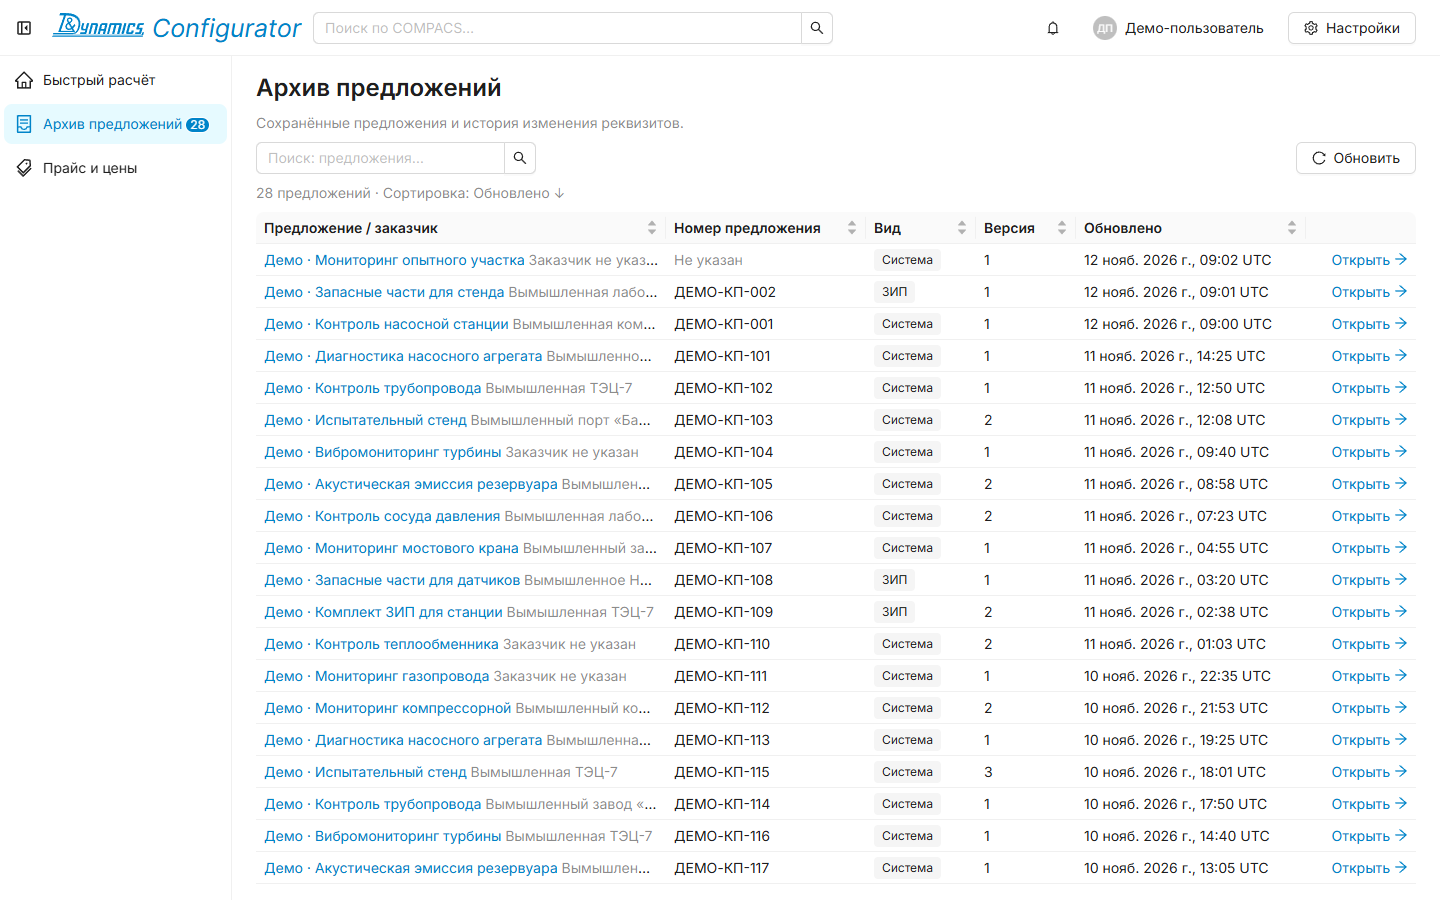 Dynamics Configurator
Поиск по COMPACS...
ДП Демо-пользователь
Настройки
Быстрый расчёт
Архив предложений 28
Прайс и цены
Архив предложений
Сохранённые предложения и история изменения реквизитов.
Поиск: предложения...
Обновить
28 предложений · Сортировка: Обновлено ↓
Предложение / заказчик Номер предложения Вид Версия Обновлено
Демо · Мониторинг опытного участка Заказчик не указ... Не указан Система 1 12 нояб. 2026 г., 09:02 UTC Открыть →
Демо · Запасные части для стенда Вымышленная лабо... ДЕМО-КП-002 ЗИП 1 12 нояб. 2026 г., 09:01 UTC Открыть →
Демо · Контроль насосной станции Вымышленная ком... ДЕМО-КП-001 Система 1 12 нояб. 2026 г., 09:00 UTC Открыть →
Демо · Диагностика насосного агрегата Вымышленно... ДЕМО-КП-101 Система 1 11 нояб. 2026 г., 14:25 UTC Открыть →
Демо · Контроль трубопровода Вымышленная ТЭЦ-7 ДЕМО-КП-102 Система 1 11 нояб. 2026 г., 12:50 UTC Открыть →
Демо · Испытательный стенд Вымышленный порт «Ба... ДЕМО-КП-103 Система 2 11 нояб. 2026 г., 12:08 UTC Открыть →
Демо · Вибромониторинг турбины Заказчик не указан ДЕМО-КП-104 Система 1 11 нояб. 2026 г., 09:40 UTC Открыть →
Демо · Акустическая эмиссия резервуара Вымышлен... ДЕМО-КП-105 Система 2 11 нояб. 2026 г., 08:58 UTC Открыть →
Демо · Контроль сосуда давления Вымышленная лабо... ДЕМО-КП-106 Система 2 11 нояб. 2026 г., 07:23 UTC Открыть →
Демо · Мониторинг мостового крана Вымышленный за... ДЕМО-КП-107 Система 1 11 нояб. 2026 г., 04:55 UTC Открыть →
Демо · Запасные части для датчиков Вымышленное Н... ДЕМО-КП-108 ЗИП 1 11 нояб. 2026 г., 03:20 UTC Открыть →
Демо · Комплект ЗИП для станции Вымышленная ТЭЦ-7 ДЕМО-КП-109 ЗИП 2 11 нояб. 2026 г., 02:38 UTC Открыть →
Демо · Контроль теплообменника Заказчик не указан ДЕМО-КП-110 Система 2 11 нояб. 2026 г., 01:03 UTC Открыть →
Демо · Мониторинг газопровода Заказчик не указан ДЕМО-КП-111 Система 1 10 нояб. 2026 г., 22:35 UTC Открыть →
Демо · Мониторинг компрессорной Вымышленный ко... ДЕМО-КП-112 Система 2 10 нояб. 2026 г., 21:53 UTC Открыть →
Демо · Диагностика насосного агрегата Вымышленна... ДЕМО-КП-113 Система 1 10 нояб. 2026 г., 19:25 UTC Открыть →
Демо · Испытательный стенд Вымышленная ТЭЦ-7 ДЕМО-КП-115 Система 3 10 нояб. 2026 г., 18:01 UTC Открыть →
Демо · Контроль трубопровода Вымышленный завод «... ДЕМО-КП-114 Система 1 10 нояб. 2026 г., 17:50 UTC Открыть →
Демо · Вибромониторинг турбины Вымышленная ТЭЦ-7 ДЕМО-КП-116 Система 1 10 нояб. 2026 г., 14:40 UTC Открыть →
Демо · Акустическая эмиссия резервуара Вымышлен... ДЕМО-КП-117 Система 1 10 нояб. 2026 г., 13:05 UTC Открыть →